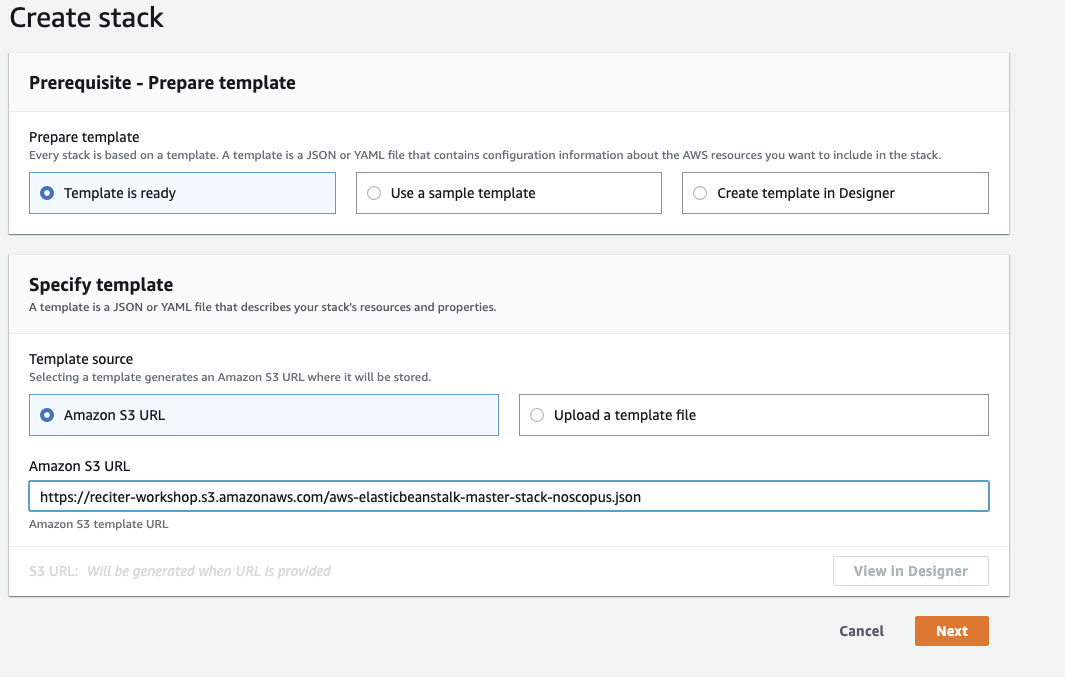 Create stack
Prerequisite - Prepare template
Prepare template
Every stack is based on a template. A template is a JSON or YAML file that contains configuration information about the AWS resources you want to include in the stack.
Template is ready
Use a sample template
Create template in Designer
Specify template
A template is a JSON or YAML file that describes your stack's resources and properties.
Template source
Selecting a template generates an Amazon S3 URL where it will be stored.
Amazon S3 URL
Upload a template file
Amazon S3 URL
https://reciter-workshop.s3.amazonaws.com/aws-elasticbeanstalk-master-stack-noscopus.json
Amazon S3 template URL
S3 URL: Will be generated when URL is provided
View in Designer
Cancel
Next